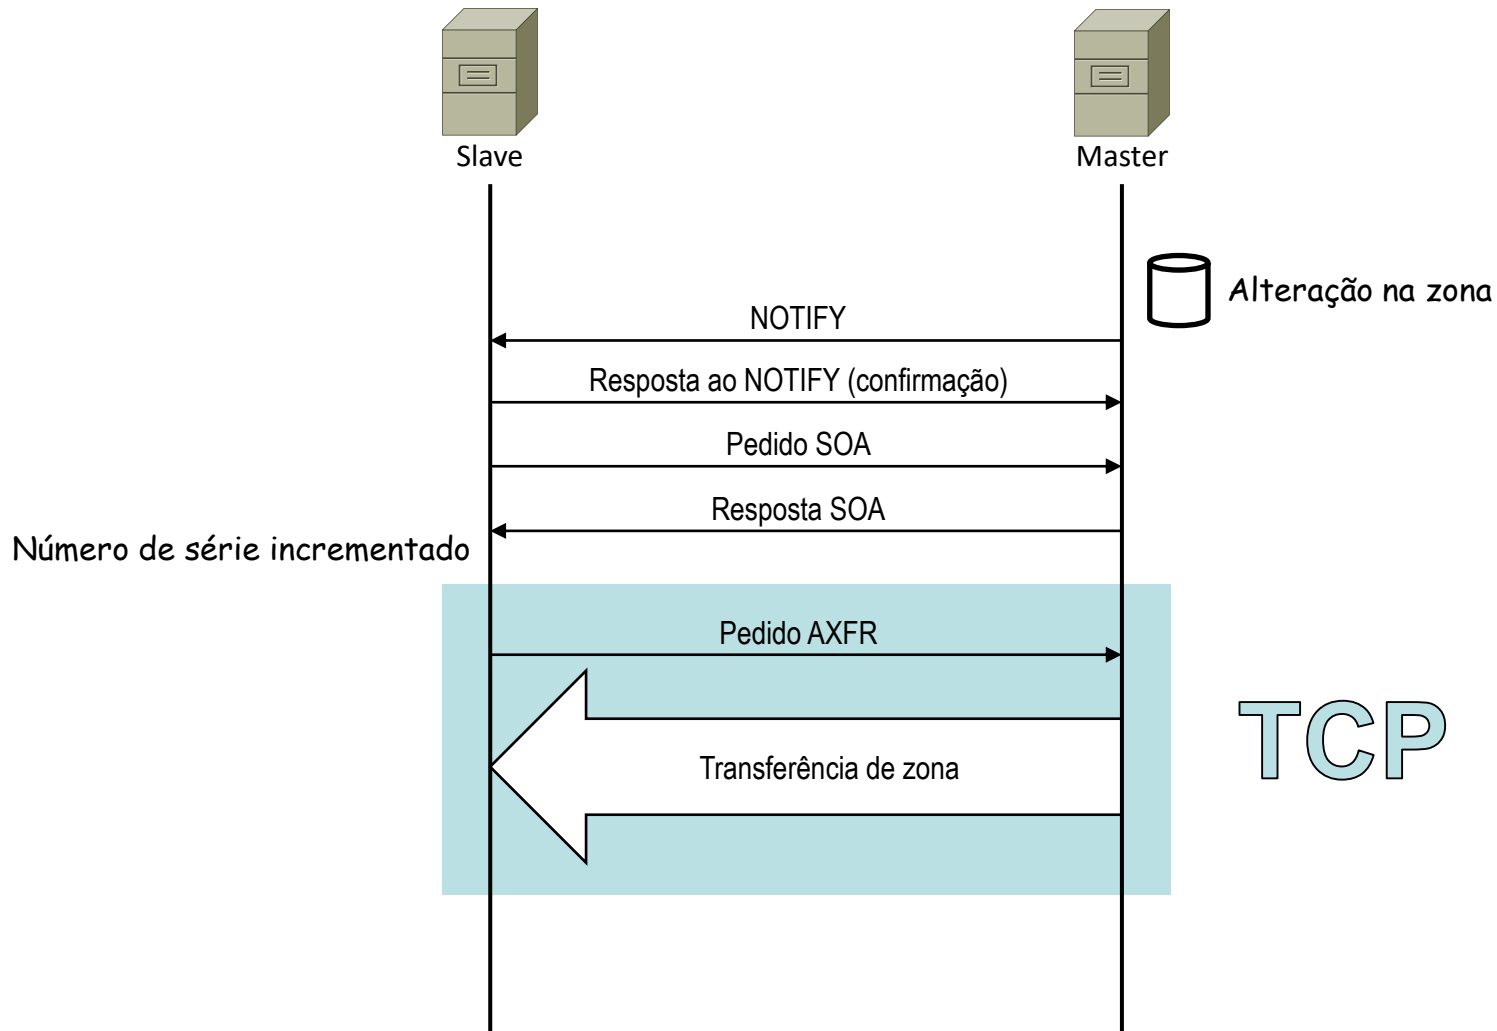 Slave
Master
Alteração na zona
NOTIFY
Resposta ao NOTIFY (confirmação)
Pedido SOA
Resposta SOA
Número de série incrementado
Pedido AXFR
TCP
Transferência de zona